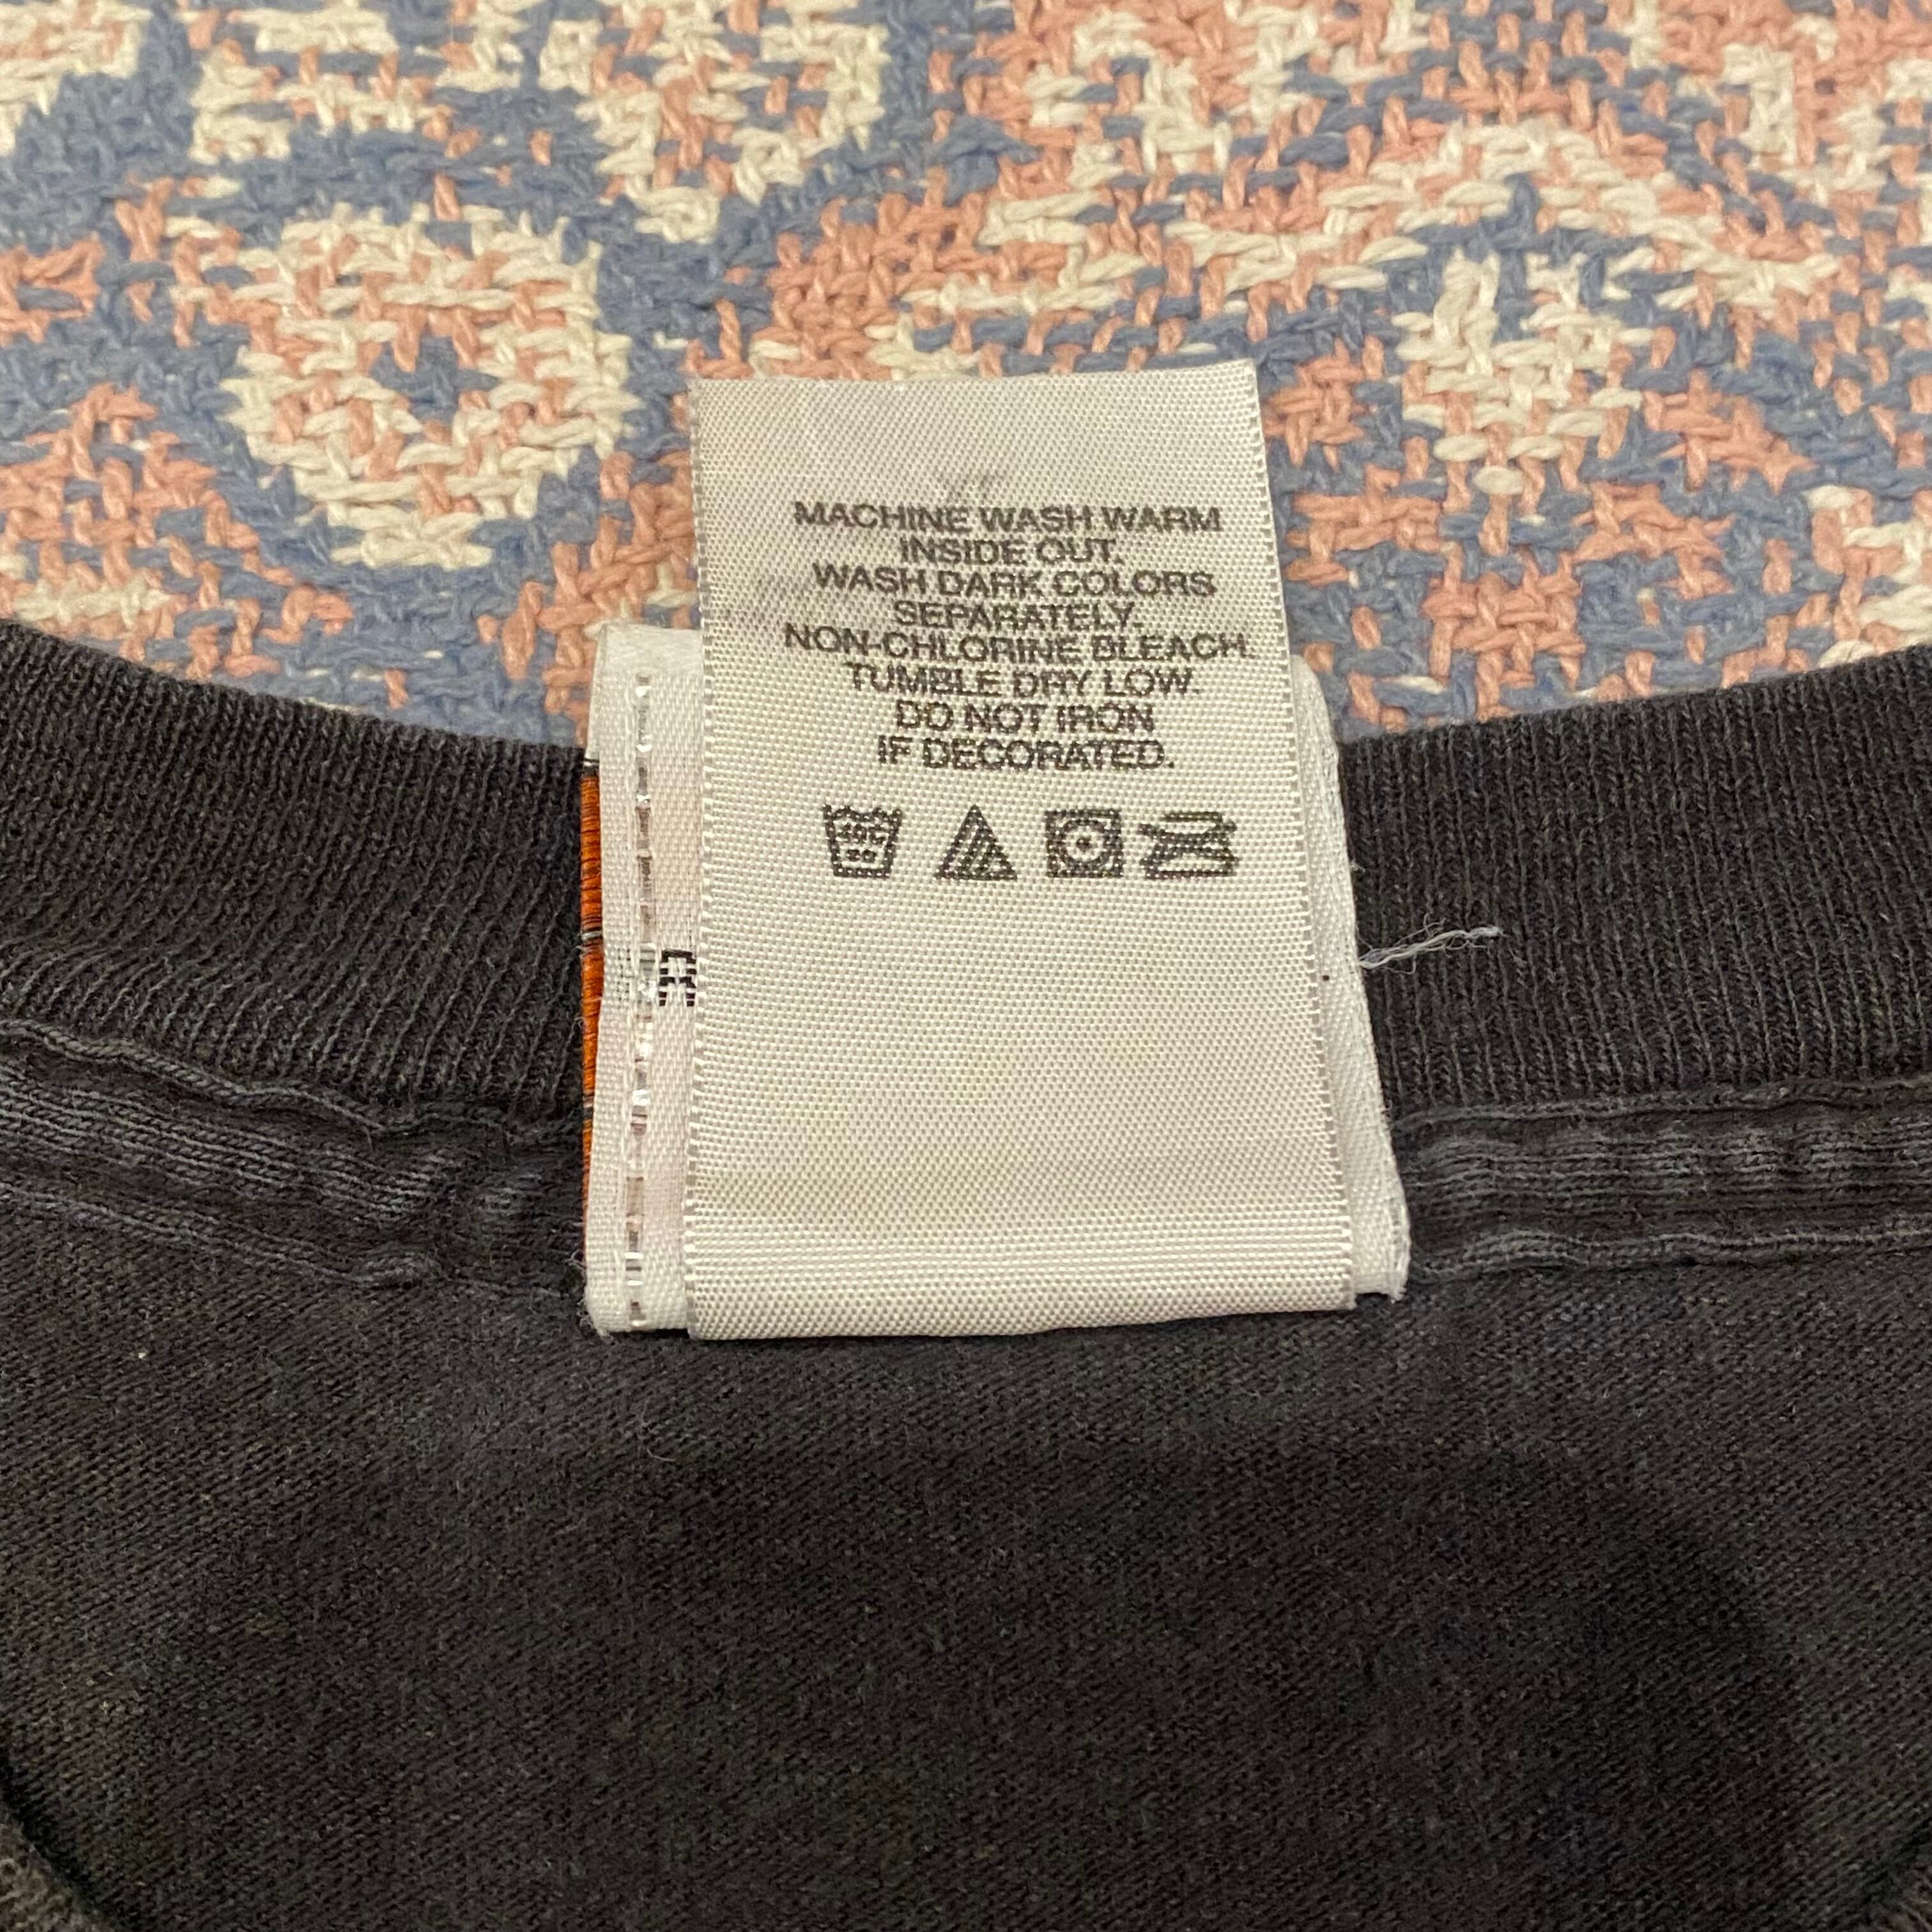 MACHINE WASH WARM
INSIDE OUT.
WASH DARK COLORS
SEPARATELY.
NON-CHLORINE BLEACH.
TUMBLE DRY LOW.
DO NOT IRON
IF DECORATED.
40C
R